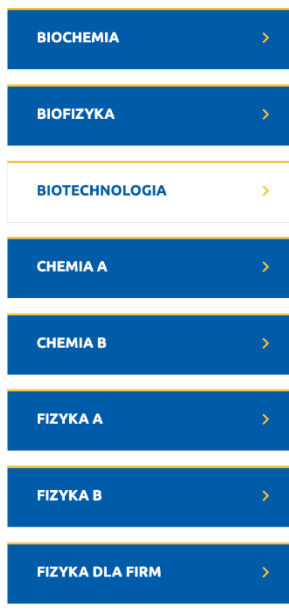 BIOCHEMIA
BIOFIZYKA
BIOTECHNOLOGIA
CHEMIA A
CHEMIA B
FIZYKA A
FIZYKA B
FIZYKA DLA FIRM